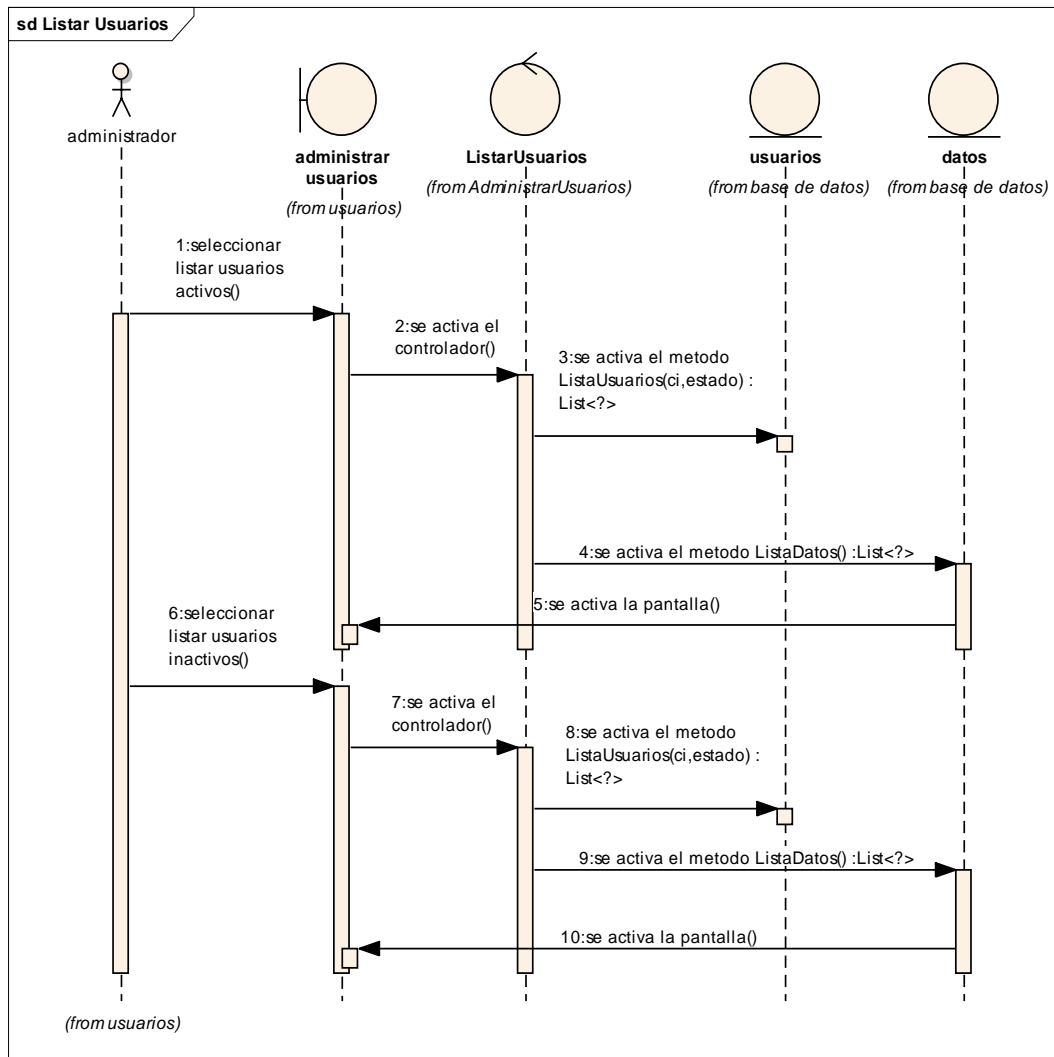 sd Listar Usuarios
administrador
administrar
usuarios
(from usuarios)
ListarUsuarios
(from AdministrarUsuarios)
usuarios
(from base de datos)
datos
(from base de datos)
1:seleccionar
listar usuarios
activos()
2:se activa el
controlador()
3:se activa el metodo
ListaUsuarios(ci,estado) :
List<?>
4:se activa el metodo ListaDatos() :List<?>
5:se activa la pantalla()
6:seleccionar
listar usuarios
inactivos()
7:se activa el
controlador()
8:se activa el metodo
ListaUsuarios(ci,estado) :
List<?>
9:se activa el metodo ListaDatos() :List<?>
10:se activa la pantalla()
(from usuarios)